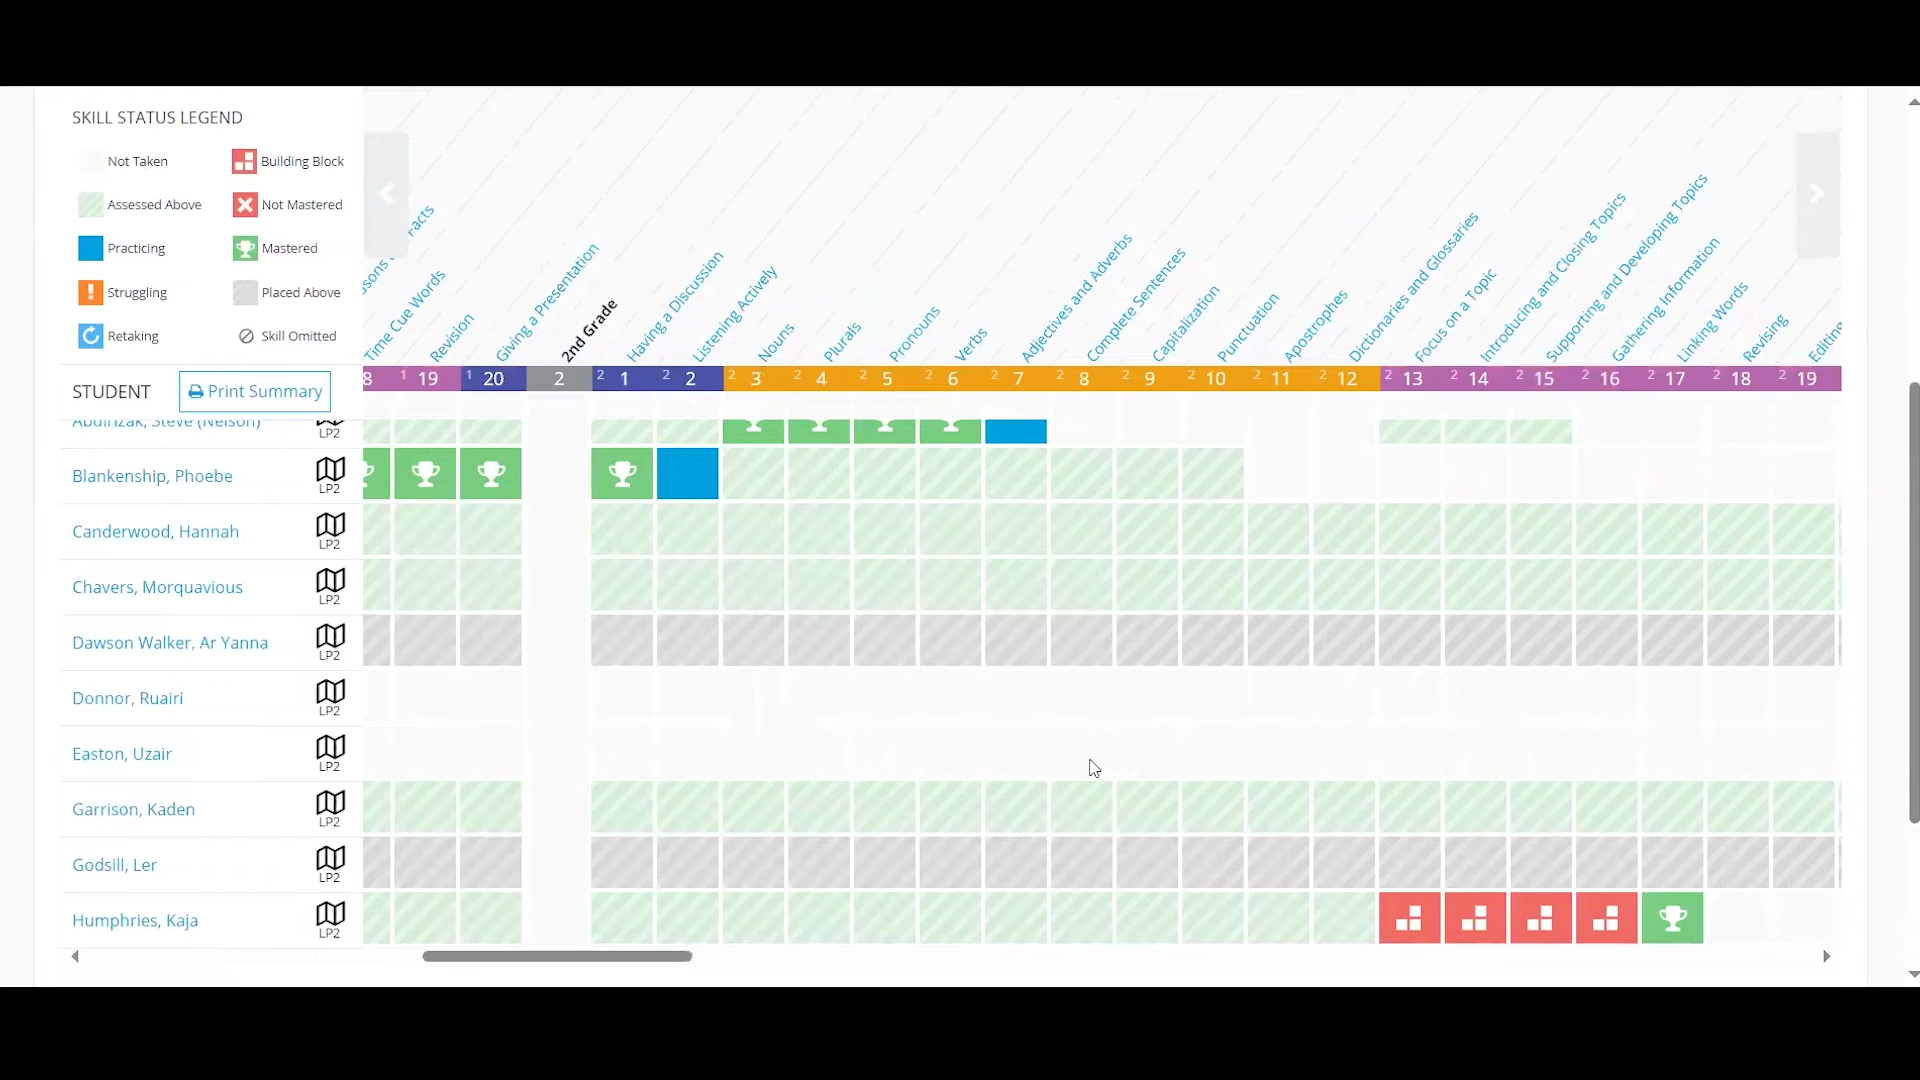 SKILL STATUS LEGEND
Not Taken
Building Block
Assessed Above
Not Mastered
Practicing
Mastered
Struggling
Placed Above
Retaking
Skill Omitted
Time Cue Words
Revision
Giving a Presentation
2nd Grade
Having a Discussion
Listening Actively
Nouns
Plurals
Pronouns
Verbs
Adjectives and Adverbs
Complete Sentences
Capitalization
Punctuation
Apostrophes
Dictionaries and Glossaries
Focus on a Topic
Introducing and Closing Topics
Supporting and Developing Topics
Gathering Information
Linking Words
Revising
Editing
8 1 19 1 20 2 2 1 2 2 2 3 2 4 2 5 2 6 2 7 2 8 2 9 2 10 2 11 2 12 2 13 2 14 2 15 2 16 2 17 2 18 2 19
STUDENT Print Summary
Abdirizak, Steve (Nelson) LP2
Blankenship, Phoebe LP2
Canderwood, Hannah LP2
Chavers, Morquavious LP2
Dawson Walker, Ar Yanna LP2
Donnor, Ruairi LP2
Easton, Uzair LP2
Garrison, Kaden LP2
Godsill, Ler LP2
Humphries, Kaja LP2